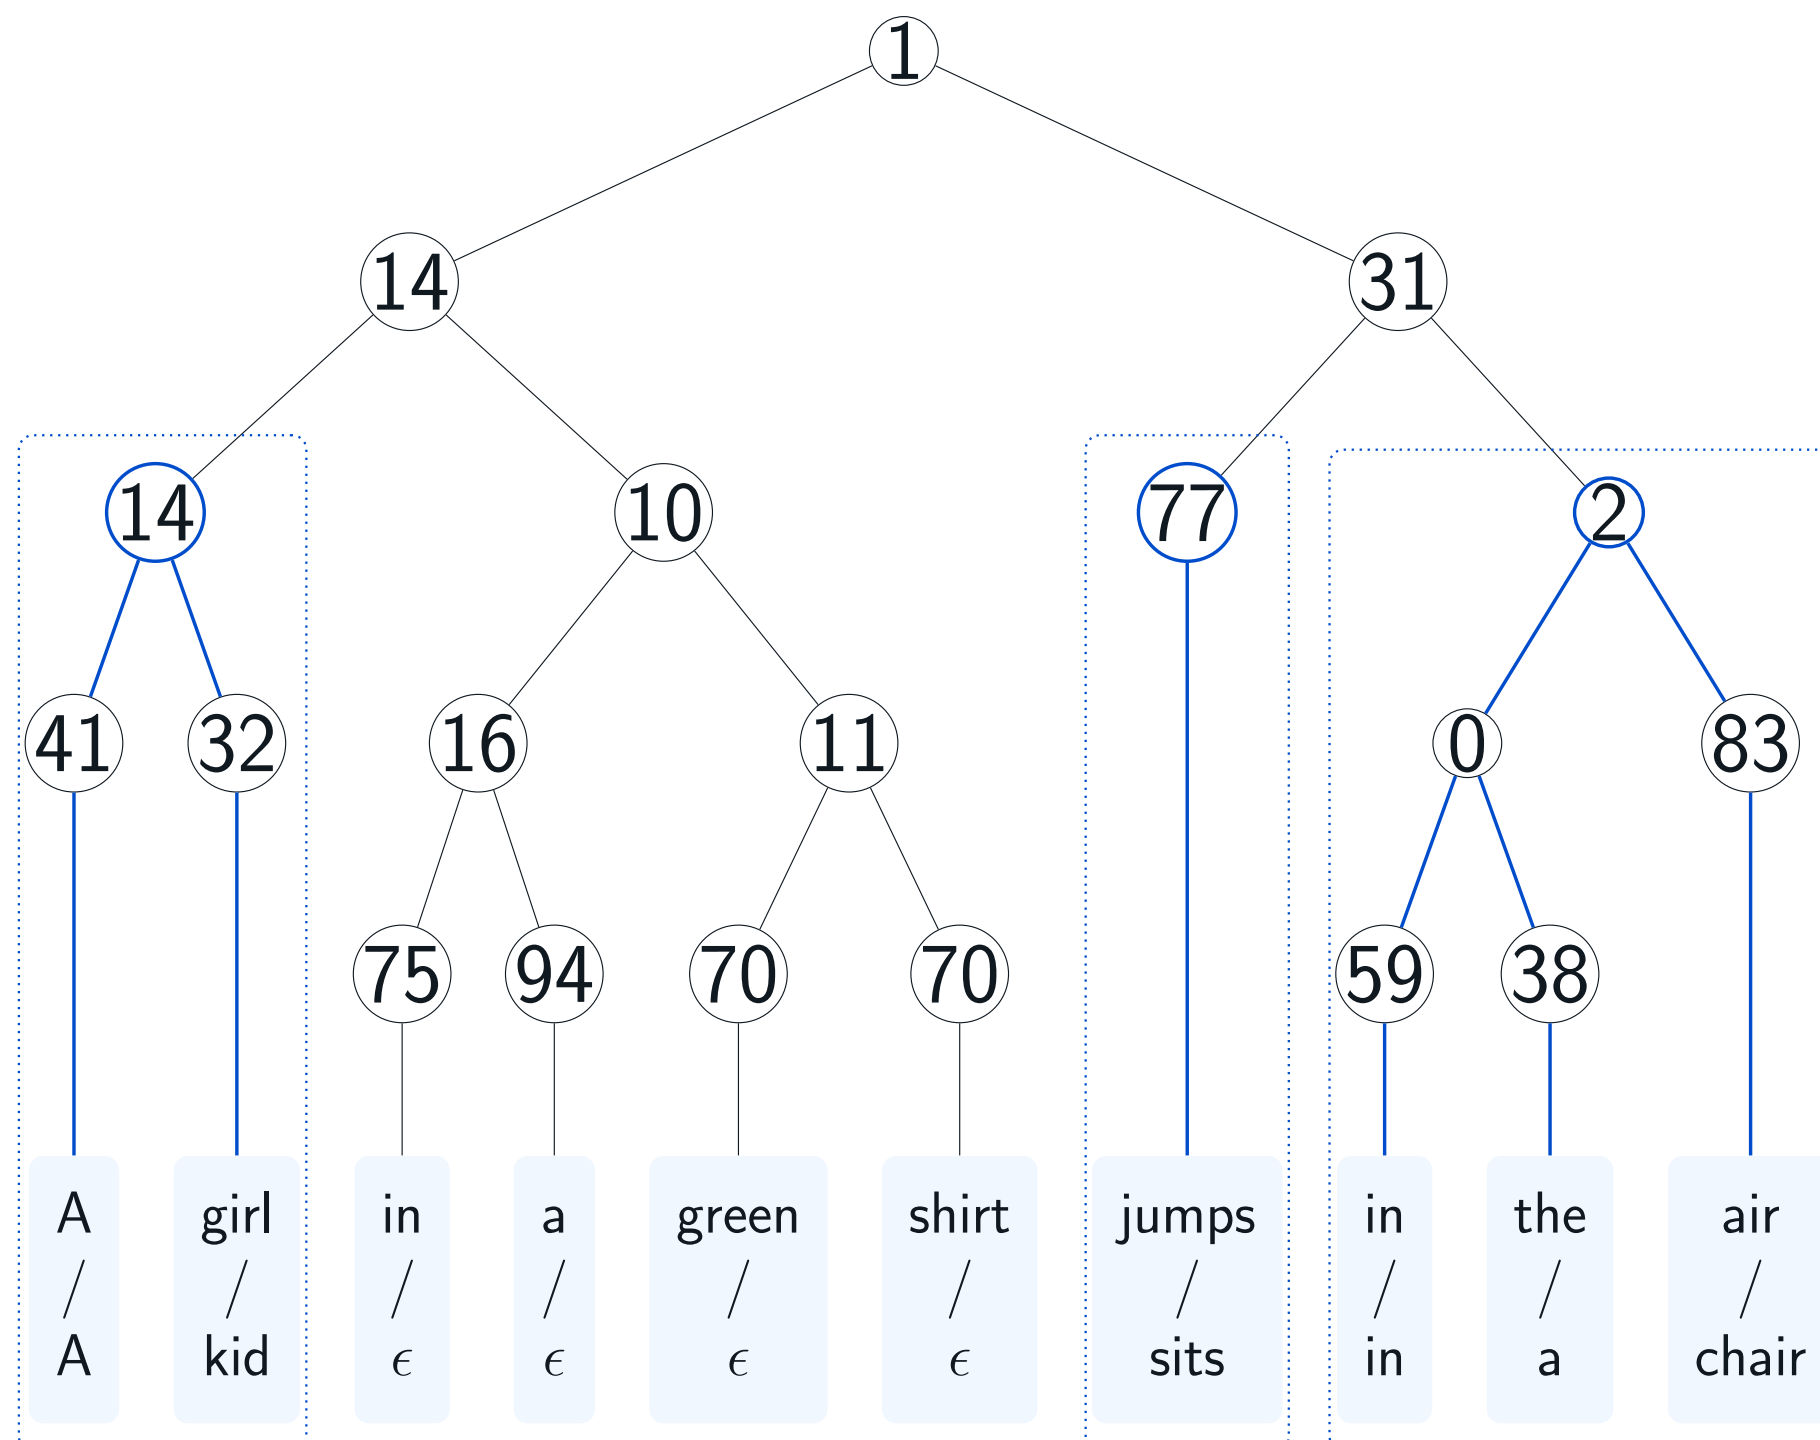 1
14 31
14 10 77 2
41 32 16 11 0 83
75 94 70 70 59 38
A girl in a green shirt jumps in the air
/ / / / / / / / / /
A kid ϵ ϵ ϵ ϵ sits in a chair